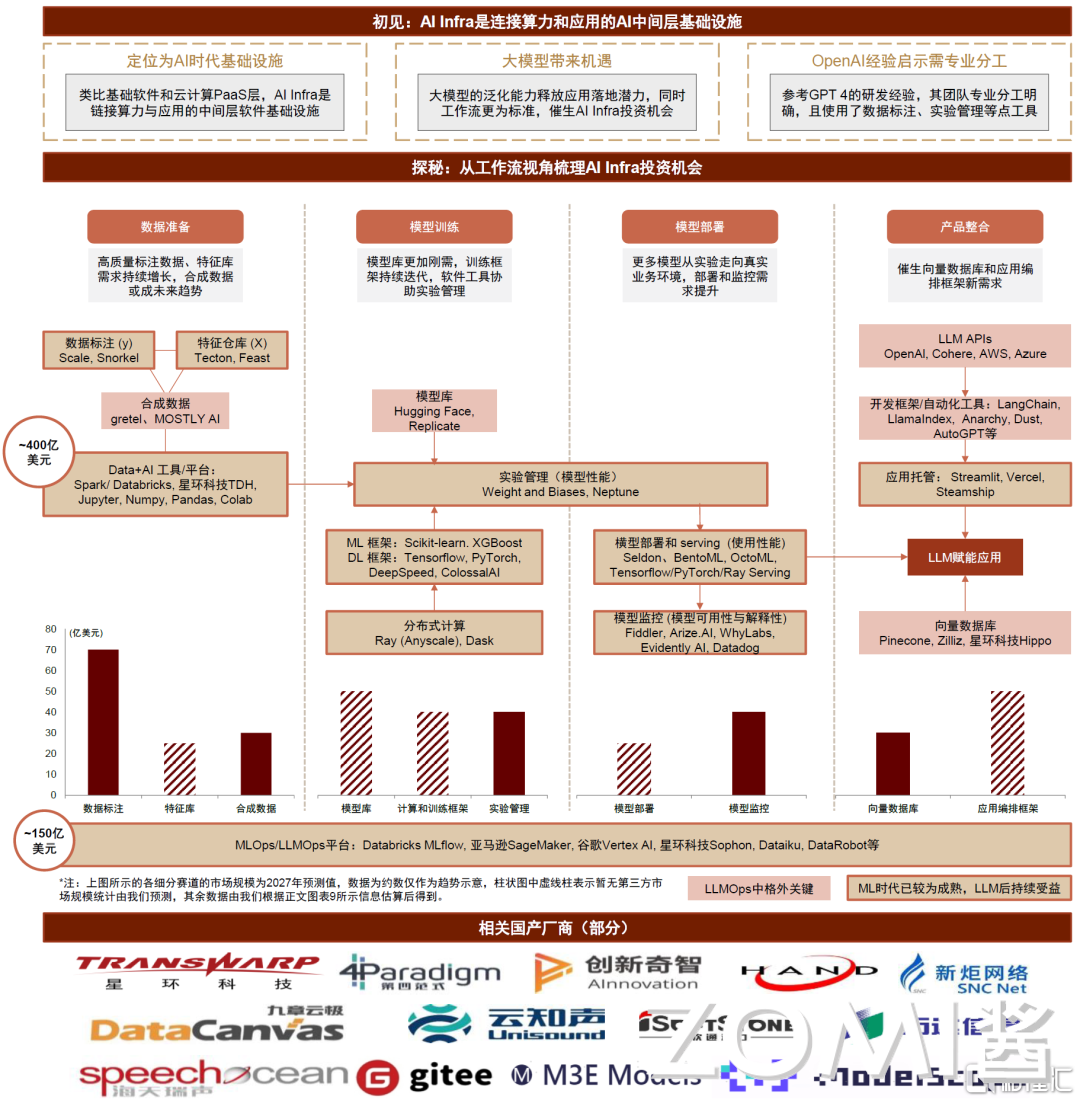 初见：AI Infra是连接算力和应用的AI中间层基础设施
定位为AI时代基础设施
类比基础软件和云计算PaaS层，AI Infra是
链接算力与应用的中间层软件基础设施
大模型带来机遇
大模型的泛化能力释放应用落地潜力，同时
工作流更为标准，催生AI Infra投资机会
OpenAI经验启示需专业分工
参考GPT 4的研发经验，其团队专业分工明
确，且使用了数据标注、实验管理等点工具
探秘：从工作流视角梳理AI Infra投资机会
数据准备
高质量标注数据、特征库
需求持续增长，合成数据
或成未来趋势
模型训练
模型库更加刚需，训练框
架持续迭代，软件工具协
助实验管理
模型部署
更多模型从实验走向真实
业务环境，部署和监控需
求提升
产品整合
催生向量数据库和应用编
排框架新需求
数据标注 (y)
Scale, Snorkel
特征仓库 (X)
Tecton, Feast
合成数据
gretel、MOSTLY AI
~400亿
美元
Data+AI 工具/平台：
Spark/ Databricks, 星环科技TDH,
Jupyter, Numpy, Pandas, Colab
模型库
Hugging Face,
Replicate
实验管理（模型性能）
Weight and Biases, Neptune
ML 框架：Scikit-learn. XGBoost
DL 框架：Tensorflow, PyTorch,
DeepSpeed, ColossalAI
分布式计算
Ray (Anyscale), Dask
模型部署和 serving (使用性能)
Seldon、BentoML, OctoML,
Tensorflow/PyTorch/Ray Serving
模型监控 (模型可用性与解释性)
Fiddler, Arize.AI, WhyLabs,
Evidently AI, Datadog
LLM APIs
OpenAI, Cohere, AWS, Azure
开发框架/自动化工具：LangChain,
LlamaIndex, Anarchy, Dust,
AutoGPT等
应用托管： Streamlit, Vercel,
Steamship
LLM赋能应用
向量数据库
Pinecone, Zilliz, 星环科技Hippo
(亿美元)
80
70
60
50
40
30
20
10
0
数据标注
特征库
合成数据
模型库
计算和训练框架
实验管理
模型部署
模型监控
向量数据库
应用编排框架
~150亿
美元
MLOps/LLMOps平台：Databricks MLflow, 亚马逊SageMaker, 谷歌Vertex AI, 星环科技Sophon, Dataiku, DataRobot等
*注：上图所示的各细分赛道的市场规模为2027年预测值，数据为约数仅作为趋势示意，柱状图中虚线柱表示暂无第三方市
场规模统计由我们预测，其余数据由我们根据正文图表9所示信息估算后得到。
LLMOps中格外关键
ML时代已较为成熟，LLM后持续受益
相关国产厂商（部分）
TRANSWARP
星环科技
4Paradigm
第四范式
创新奇智
AInnovation
HAND
新炬网络
SNC
SNC Net
九章云极
DataCanvas
云知声
Unisound
speechocean
海天瑞声
G
gitee
M3E Models
ZOMI酱